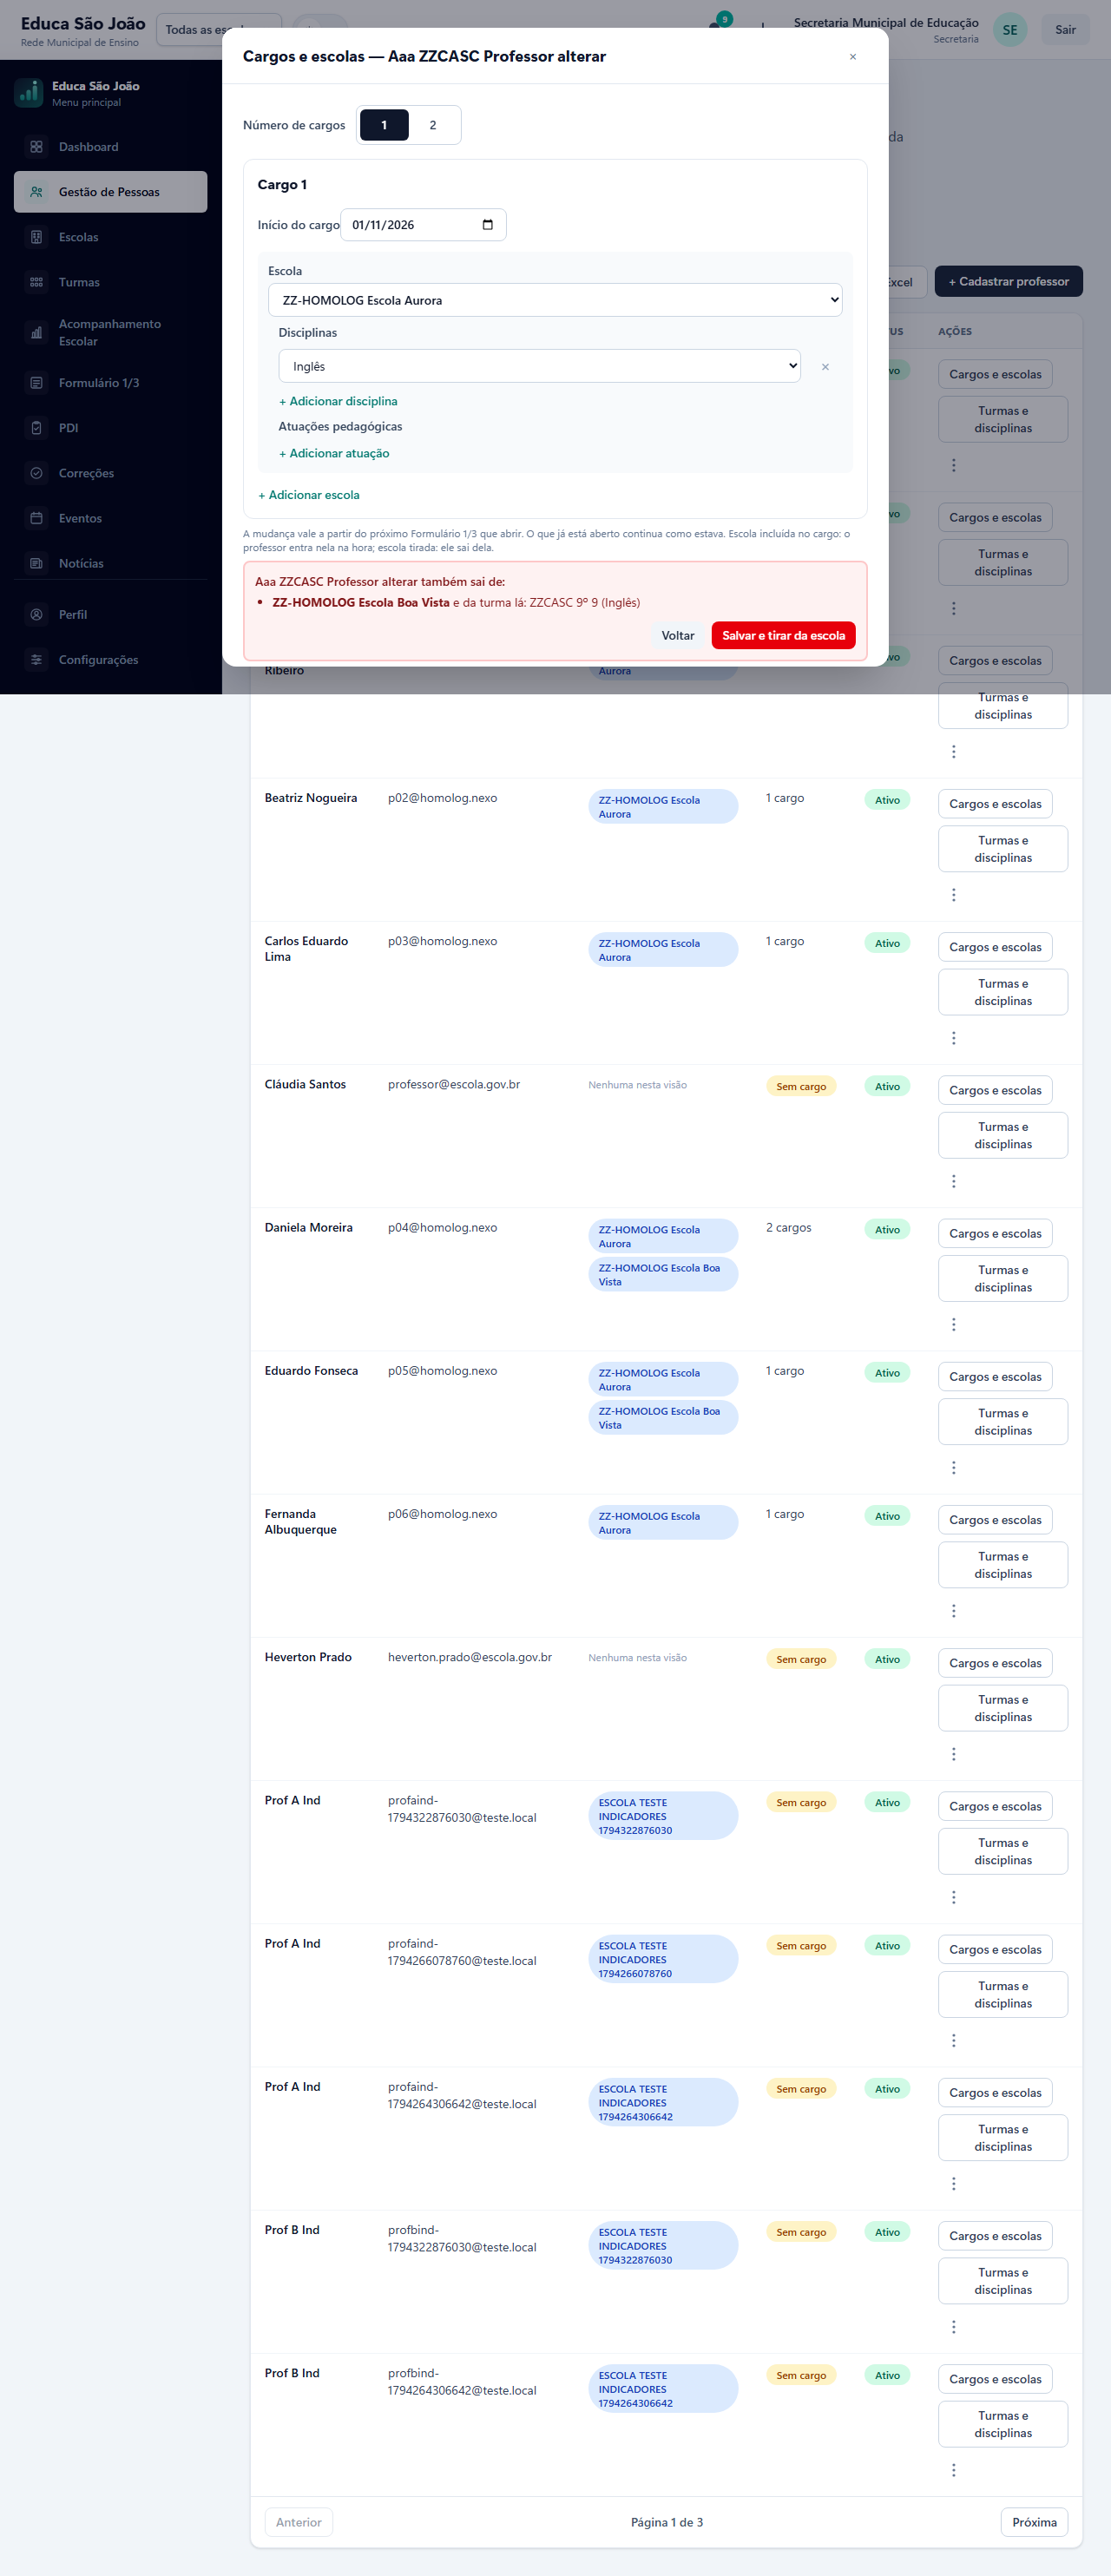 Educa São João
Rede Municipal de Ensino
Todas as
9
Secretaria Municipal de Educação
Secretaria
SE
Sair
Educa São João
Menu principal
Dashboard
Gestão de Pessoas
Escolas
Turmas
Acompanhamento
Escolar
Formulário 1/3
PDI
Correções
Eventos
Notícias
Perfil
Configurações
Cargos e escolas — Aaa ZZCASC Professor alterar
×
Número de cargos
1
2
Cargo 1
Início do cargo
01/11/2026
Escola
ZZ-HOMOLOG Escola Aurora
Disciplinas
Inglês
×
+ Adicionar disciplina
Atuações pedagógicas
+ Adicionar atuação
+ Adicionar escola
A mudança vale a partir do próximo Formulário 1/3 que abrir. O que já está aberto continua como estava. Escola incluída no cargo: o
professor entra nela na hora; escola tirada: ele sai dela.
Aaa ZZCASC Professor alterar também sai de:
• ZZ-HOMOLOG Escola Boa Vista e da turma lá: ZZCASC 9º 9 (Inglês)
Voltar
Salvar e tirar da escola
da
Excel
+ Cadastrar professor
TUS
AÇÕES
vo
Cargos e escolas
Turmas e
disciplinas
vo
Cargos e escolas
Turmas e
disciplinas
Ribeiro
Aurora
vo
Cargos e escolas
Turmas e
disciplinas
Beatriz Nogueira
p02@homolog.nexo
ZZ-HOMOLOG Escola
Aurora
1 cargo
Ativo
Cargos e escolas
Turmas e
disciplinas
Carlos Eduardo
Lima
p03@homolog.nexo
ZZ-HOMOLOG Escola
Aurora
1 cargo
Ativo
Cargos e escolas
Turmas e
disciplinas
Cláudia Santos
professor@escola.gov.br
Nenhuma nesta visão
Sem cargo
Ativo
Cargos e escolas
Turmas e
disciplinas
Daniela Moreira
p04@homolog.nexo
ZZ-HOMOLOG Escola
Aurora
ZZ-HOMOLOG Escola Boa
Vista
2 cargos
Ativo
Cargos e escolas
Turmas e
disciplinas
Eduardo Fonseca
p05@homolog.nexo
ZZ-HOMOLOG Escola
Aurora
ZZ-HOMOLOG Escola Boa
Vista
1 cargo
Ativo
Cargos e escolas
Turmas e
disciplinas
Fernanda
Albuquerque
p06@homolog.nexo
ZZ-HOMOLOG Escola
Aurora
1 cargo
Ativo
Cargos e escolas
Turmas e
disciplinas
Heverton Prado
heverton.prado@escola.gov.br
Nenhuma nesta visão
Sem cargo
Ativo
Cargos e escolas
Turmas e
disciplinas
Prof A Ind
profaind-
1794322876030@teste.local
ESCOLA TESTE
INDICADORES
1794322876030
Sem cargo
Ativo
Cargos e escolas
Turmas e
disciplinas
Prof A Ind
profaind-
1794266078760@teste.local
ESCOLA TESTE
INDICADORES
1794266078760
Sem cargo
Ativo
Cargos e escolas
Turmas e
disciplinas
Prof A Ind
profaind-
1794264306642@teste.local
ESCOLA TESTE
INDICADORES
1794264306642
Sem cargo
Ativo
Cargos e escolas
Turmas e
disciplinas
Prof B Ind
profbind-
1794322876030@teste.local
ESCOLA TESTE
INDICADORES
1794322876030
Sem cargo
Ativo
Cargos e escolas
Turmas e
disciplinas
Prof B Ind
profbind-
1794264306642@teste.local
ESCOLA TESTE
INDICADORES
1794264306642
Sem cargo
Ativo
Cargos e escolas
Turmas e
disciplinas
Anterior
Página 1 de 3
Próxima